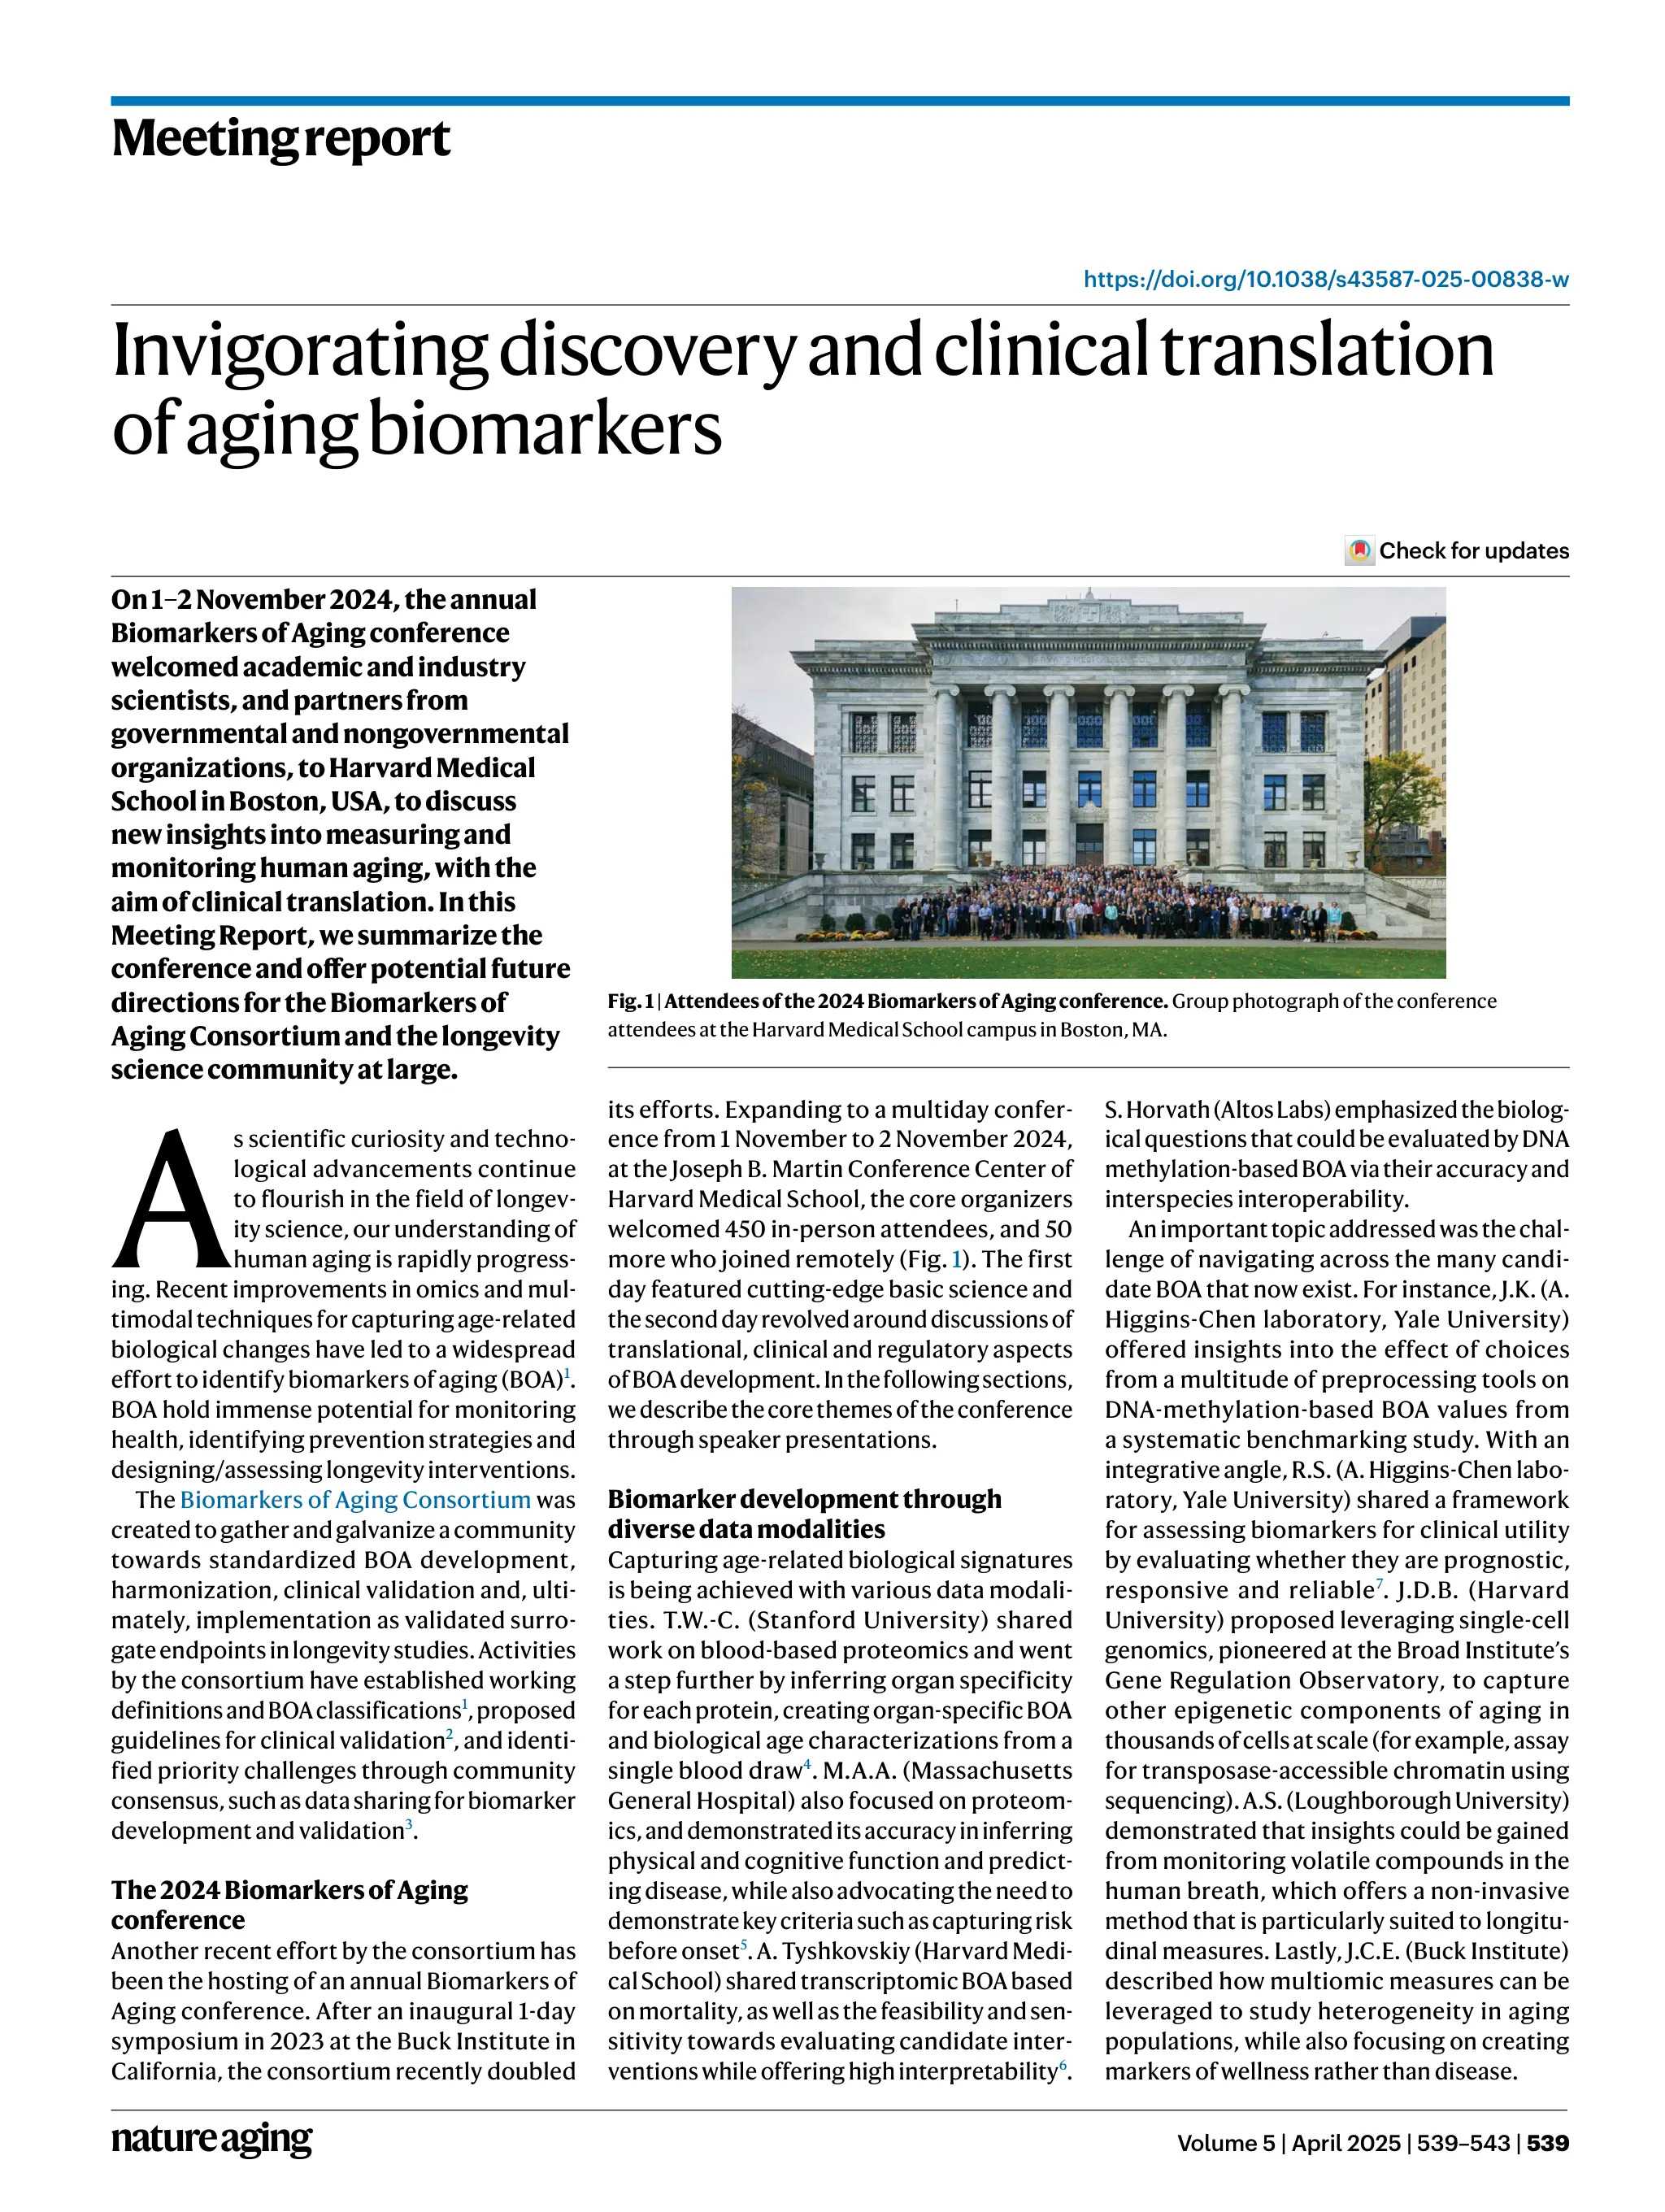 Meeting report
https://doi.org/10.1038/s43587-025-00838-w
Invigorating discovery and clinical translation
of aging biomarkers
Check for updates
On 1–2 November 2024, the annual
Biomarkers of Aging conference
welcomed academic and industry
scientists, and partners from
governmental and nongovernmental
organizations, to Harvard Medical
School in Boston, USA, to discuss
new insights into measuring and
monitoring human aging, with the
aim of clinical translation. In this
Meeting Report, we summarize the
conference and offer potential future
directions for the Biomarkers of
Aging Consortium and the longevity
science community at large.
Fig. 1 | Attendees of the 2024 Biomarkers of Aging conference. Group photograph of the conference
attendees at the Harvard Medical School campus in Boston, MA.
As scientific curiosity and techno-
logical advancements continue
to flourish in the field of longev-
ity science, our understanding of
human aging is rapidly progress-
ing. Recent improvements in omics and mul-
timodal techniques for capturing age-related
biological changes have led to a widespread
effort to identify biomarkers of aging (BOA)1.
BOA hold immense potential for monitoring
health, identifying prevention strategies and
designing/assessing longevity interventions.
The Biomarkers of Aging Consortium was
created to gather and galvanize a community
towards standardized BOA development,
harmonization, clinical validation and, ulti-
mately, implementation as validated surro-
gate endpoints in longevity studies. Activities
by the consortium have established working
definitions and BOA classifications1, proposed
guidelines for clinical validation2, and identi-
fied priority challenges through community
consensus, such as data sharing for biomarker
development and validation3.
The 2024 Biomarkers of Aging
conference
Another recent effort by the consortium has
been the hosting of an annual Biomarkers of
Aging conference. After an inaugural 1-day
symposium in 2023 at the Buck Institute in
California, the consortium recently doubled
its efforts. Expanding to a multiday confer-
ence from 1 November to 2 November 2024,
at the Joseph B. Martin Conference Center of
Harvard Medical School, the core organizers
welcomed 450 in-person attendees, and 50
more who joined remotely (Fig. 1). The first
day featured cutting-edge basic science and
the second day revolved around discussions of
translational, clinical and regulatory aspects
of BOA development. In the following sections,
we describe the core themes of the conference
through speaker presentations.
Biomarker development through
diverse data modalities
Capturing age-related biological signatures
is being achieved with various data modali-
ties. T.W.-C. (Stanford University) shared
work on blood-based proteomics and went
a step further by inferring organ specificity
for each protein, creating organ-specific BOA
and biological age characterizations from a
single blood draw4. M.A.A. (Massachusetts
General Hospital) also focused on proteom-
ics, and demonstrated its accuracy in inferring
physical and cognitive function and predict-
ing disease, while also advocating the need to
demonstrate key criteria such as capturing risk
before onset5. A. Tyshkovskiy (Harvard Medi-
cal School) shared transcriptomic BOA based
on mortality, as well as the feasibility and sen-
sitivity towards evaluating candidate inter-
ventions while offering high interpretability6.
S. Horvath (Altos Labs) emphasized the biolog-
ical questions that could be evaluated by DNA
methylation-based BOA via their accuracy and
interspecies interoperability.
An important topic addressed was the chal-
lenge of navigating across the many candi-
date BOA that now exist. For instance, J.K. (A.
Higgins-Chen laboratory, Yale University)
offered insights into the effect of choices
from a multitude of preprocessing tools on
DNA-methylation-based BOA values from
a systematic benchmarking study. With an
integrative angle, R.S. (A. Higgins-Chen labo-
ratory, Yale University) shared a framework
for assessing biomarkers for clinical utility
by evaluating whether they are prognostic,
responsive and reliable7. J.D.B. (Harvard
University) proposed leveraging single-cell
genomics, pioneered at the Broad Institute’s
Gene Regulation Observatory, to capture
other epigenetic components of aging in
thousands of cells at scale (for example, assay
for transposase-accessible chromatin using
sequencing). A.S. (Loughborough University)
demonstrated that insights could be gained
from monitoring volatile compounds in the
human breath, which offers a non-invasive
method that is particularly suited to longitu-
dinal measures. Lastly, J.C.E. (Buck Institute)
described how multiomic measures can be
leveraged to study heterogeneity in aging
populations, while also focusing on creating
markers of wellness rather than disease.
nature aging
Volume 5 | April 2025 | 539–543 | 539